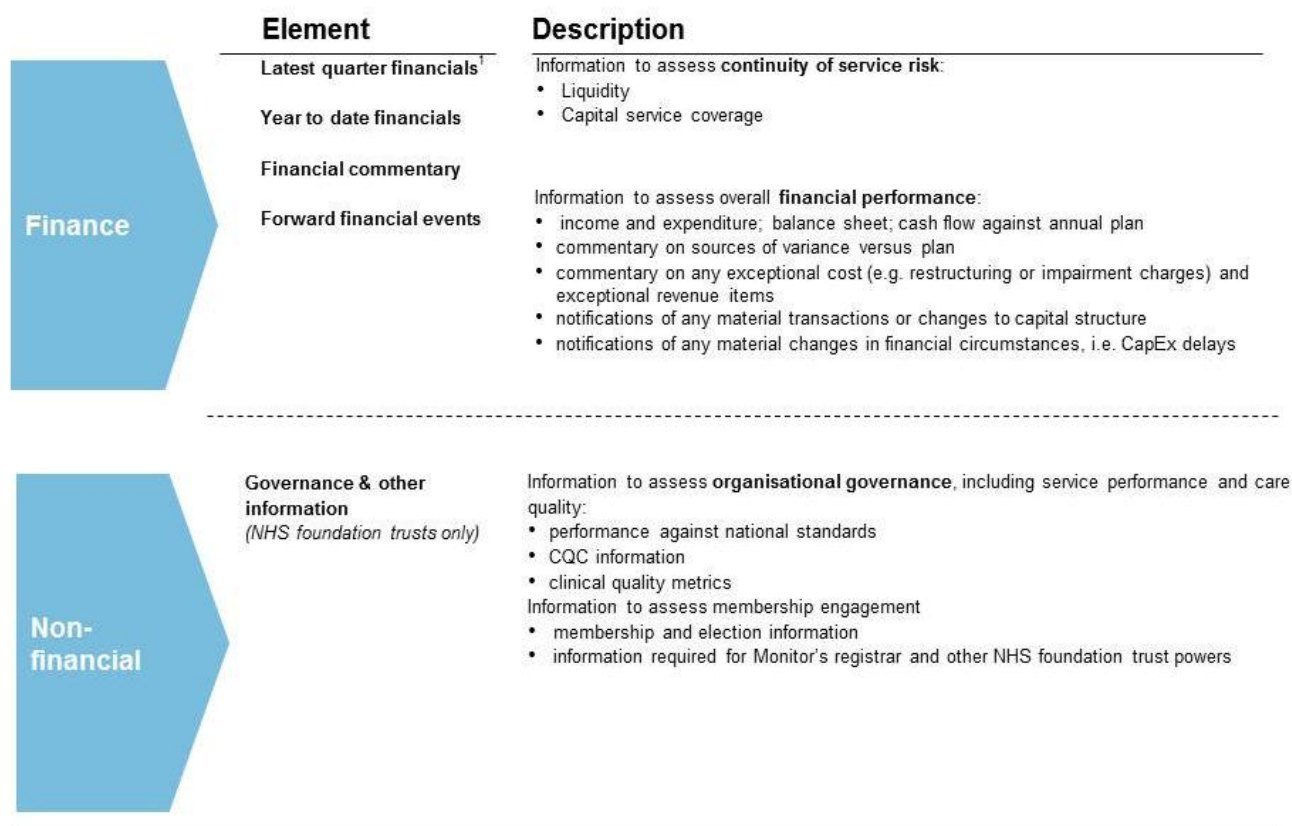 Element
Description
Finance
Latest quarter financials¹
Year to date financials
Financial commentary
Forward financial events
Information to assess continuity of service risk:
• Liquidity
• Capital service coverage
Information to assess overall financial performance:
• income and expenditure; balance sheet; cash flow against annual plan
• commentary on sources of variance versus plan
• commentary on any exceptional cost (e.g. restructuring or impairment charges) and
exceptional revenue items
• notifications of any material transactions or changes to capital structure
• notifications of any material changes in financial circumstances, i.e. CapEx delays
Non-
financial
Governance & other
information
(NHS foundation trusts only)
Information to assess organisational governance, including service performance and care
quality:
• performance against national standards
• CQC information
• clinical quality metrics
Information to assess membership engagement
• membership and election information
• information required for Monitor's registrar and other NHS foundation trust powers